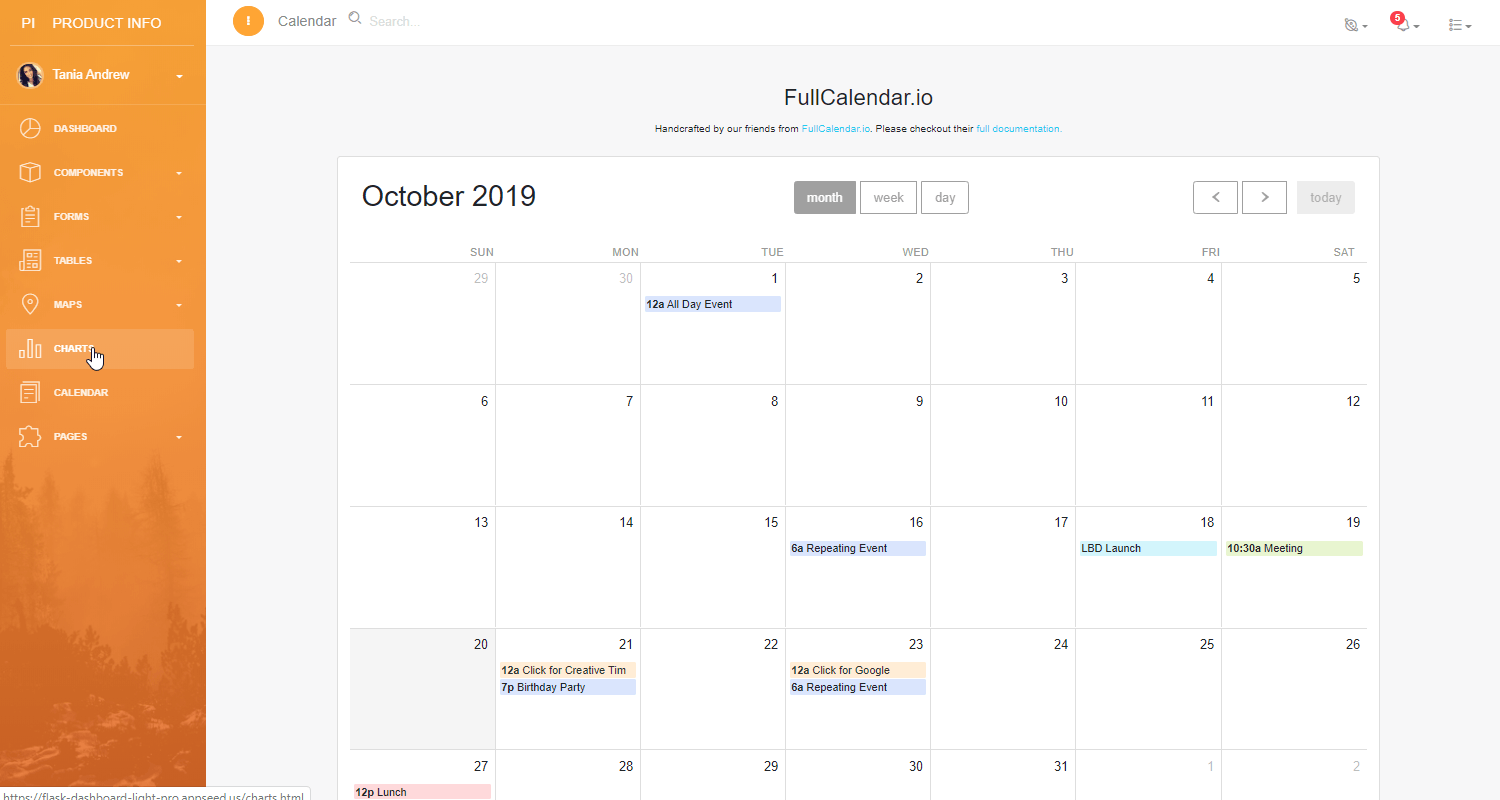 PI PRODUCT INFO
Tania Andrew
DASHBOARD
COMPONENTS
FORMS
TABLES
MAPS
CHARTS
CALENDAR
PAGES
https://flask-dashboard-light-pro.appseed.us/charts.html
Calendar Search...
5
FullCalendar.io
Handcrafted by our friends from FullCalendar.io. Please checkout their full documentation.
October 2019 month week day today
SUN MON TUE WED THU FRI SAT
29 30 1 2 3 4 5
12a All Day Event
6 7 8 9 10 11 12
13 14 15 16 17 18 19
6a Repeating Event LBD Launch 10:30a Meeting
20 21 22 23 24 25 26
12a Click for Creative Tim 12a Click for Google
7p Birthday Party 6a Repeating Event
27 28 29 30 31 1 2
12p Lunch